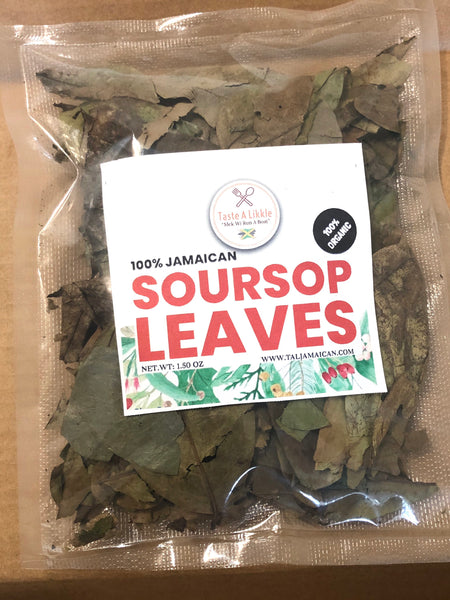 Taste A Likkle
"Mek Wi Run A Boat"
100% ORGANIC
100% JAMAICAN
SOURSOP
LEAVES
NET.WT: 1.50 OZ
WWW.TALJAMAICAN.COM